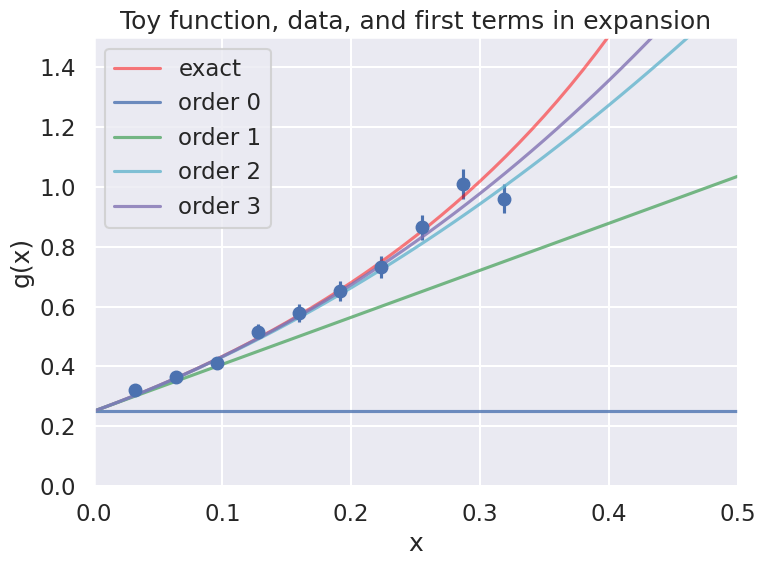 Toy function, data, and first terms in expansion
exact
order 0
order 1
order 2
order 3
g(x)
1.4
1.2
1.0
0.8
0.6
0.4
0.2
0.0
0.0 0.1 0.2 0.3 0.4 0.5
x